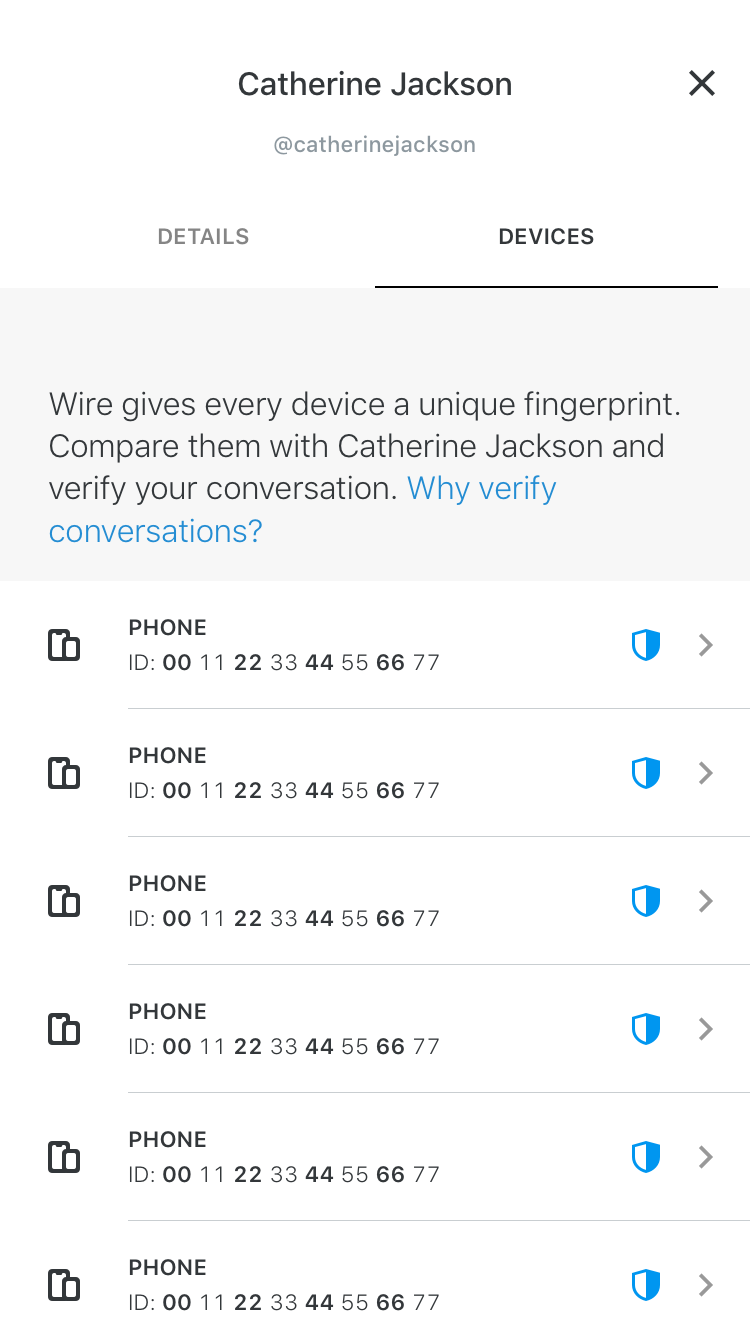 Catherine Jackson
@catherinejackson
DETAILS DEVICES
Wire gives every device a unique fingerprint.
Compare them with Catherine Jackson and
verify your conversation. Why verify
conversations?
PHONE
ID: 00 11 22 33 44 55 66 77
PHONE
ID: 00 11 22 33 44 55 66 77
PHONE
ID: 00 11 22 33 44 55 66 77
PHONE
ID: 00 11 22 33 44 55 66 77
PHONE
ID: 00 11 22 33 44 55 66 77
PHONE
ID: 00 11 22 33 44 55 66 77